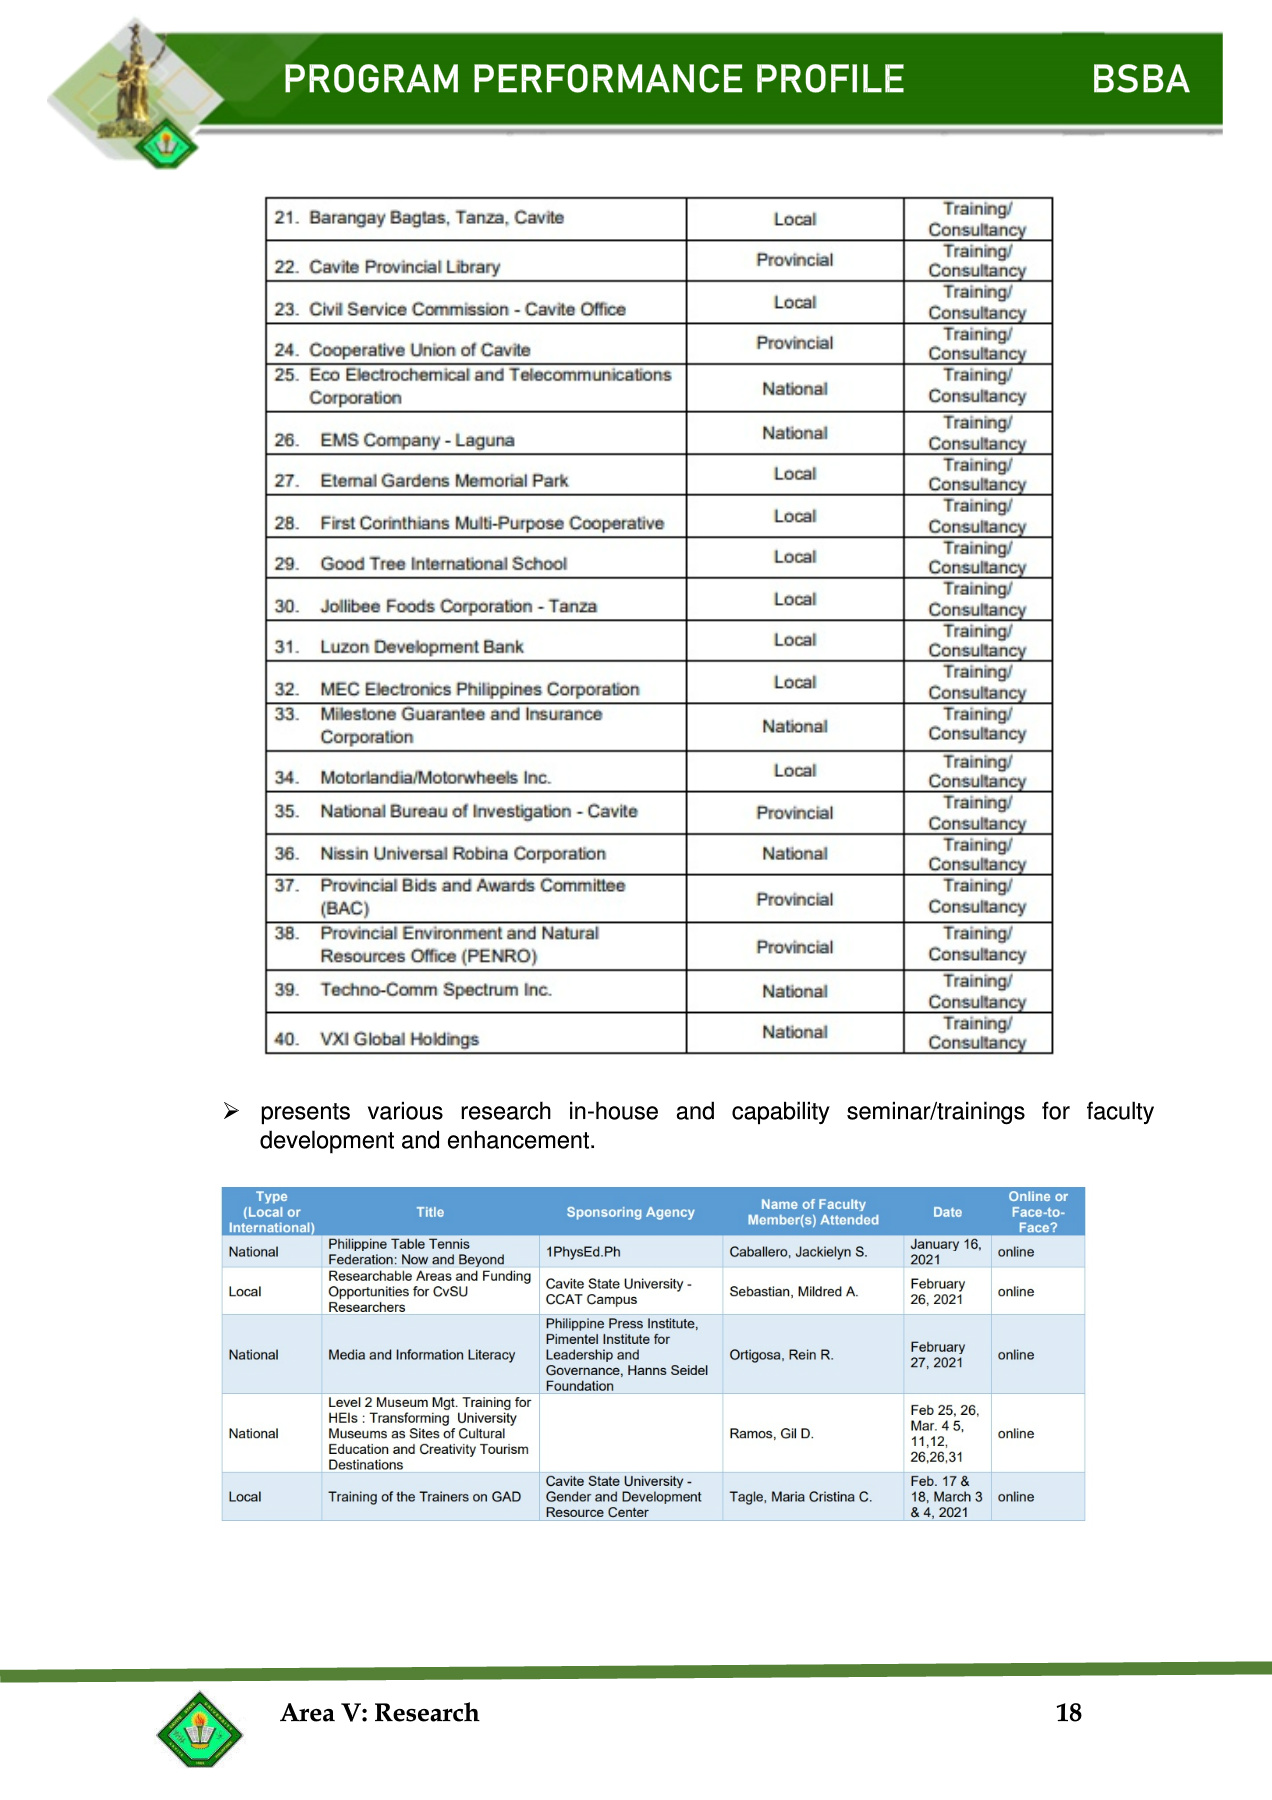 PROGRAM PERFORMANCE PROFILE BSBA
21. Barangay Bagtas, Tanza, Cavite Local Training/ Consultancy
22. Cavite Provincial Library Provincial Training/ Consultancy
23. Civil Service Commission - Cavite Office Local Training/ Consultancy
24. Cooperative Union of Cavite Provincial Training/ Consultancy
25. Eco Electrochemical and Telecommunications Corporation National Training/ Consultancy
26. EMS Company - Laguna National Training/ Consultancy
27. Eternal Gardens Memorial Park Local Training/ Consultancy
28. First Corinthians Multi-Purpose Cooperative Local Training/ Consultancy
29. Good Tree International School Local Training/ Consultancy
30. Jollibee Foods Corporation - Tanza Local Training/ Consultancy
31. Luzon Development Bank Local Training/ Consultancy
32. MEC Electronics Philippines Corporation Local Training/ Consultancy
33. Milestone Guarantee and Insurance Corporation National Training/ Consultancy
34. Motorlandia/Motorwheels Inc. Local Training/ Consultancy
35. National Bureau of Investigation - Cavite Provincial Training/ Consultancy
36. Nissin Universal Robina Corporation National Training/ Consultancy
37. Provincial Bids and Awards Committee (BAC) Provincial Training/ Consultancy
38. Provincial Environment and Natural Resources Office (PENRO) Provincial Training/ Consultancy
39. Techno-Comm Spectrum Inc. National Training/ Consultancy
40. VXI Global Holdings National Training/ Consultancy
➢ presents various research in-house and capability seminar/trainings for faculty
development and enhancement.
Type (Local or International) Title Sponsoring Agency Name of Faculty Member(s) Attended Date Online or Face-to-Face?
National Philippine Table Tennis Federation: Now and Beyond 1PhysEd.Ph Caballero, Jackielyn S. January 16, 2021 online
Local Researchable Areas and Funding Opportunities for CvSU Researchers Cavite State University - CCAT Campus Sebastian, Mildred A. February 26, 2021 online
National Media and Information Literacy Philippine Press Institute, Pimentel Institute for Leadership and Governance, Hanns Seidel Foundation Ortigosa, Rein R. February 27, 2021 online
National Level 2 Museum Mgt. Training for HEIs : Transforming University Museums as Sites of Cultural Education and Creativity Tourism Destinations Ramos, Gil D. Feb 25, 26, Mar. 4 5, 11,12, 26,26,31 online
Local Training of the Trainers on GAD Cavite State University - Gender and Development Resource Center Tagle, Maria Cristina C. Feb. 17 & 18, March 3 & 4, 2021 online
Area V: Research 18